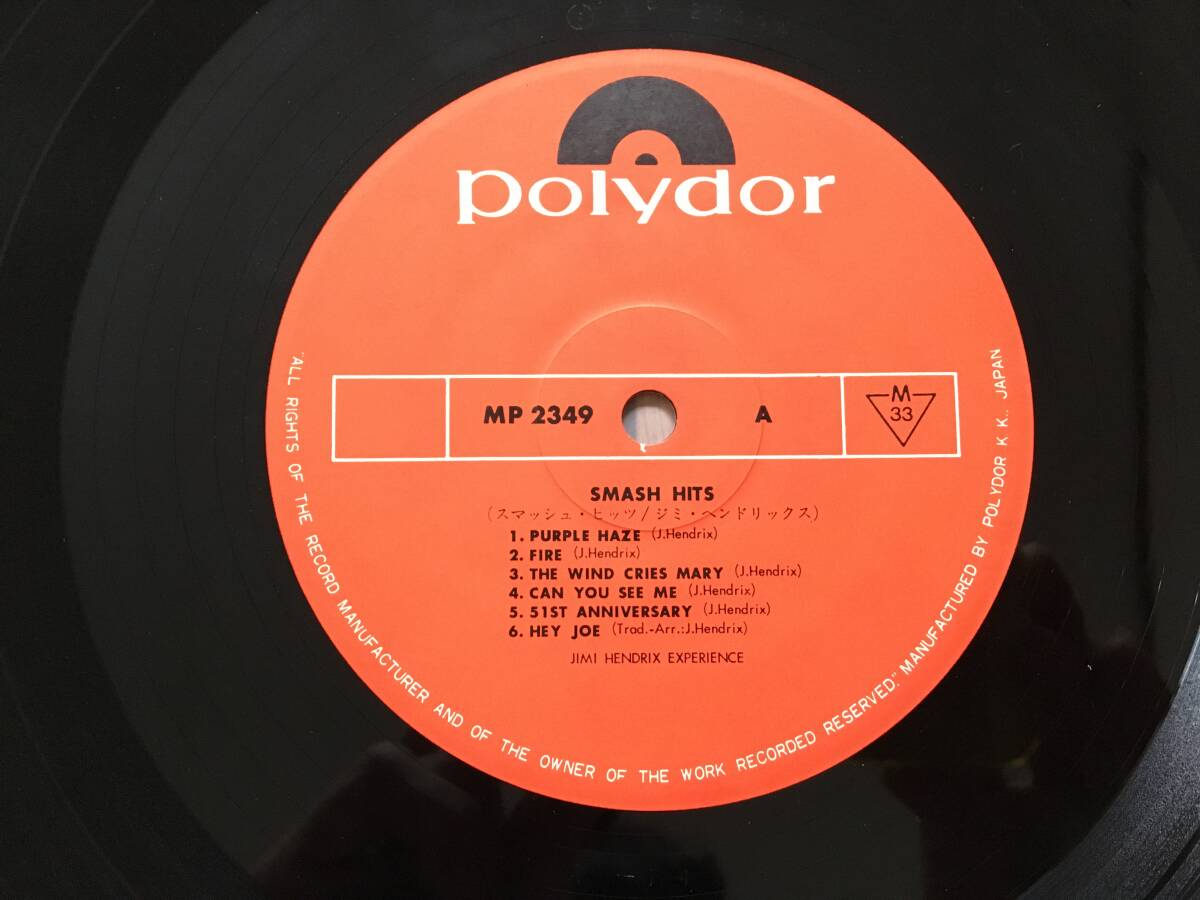 polydor
MP 2349
A
M
33
SMASH HITS
(スマッシュ・ヒッツ/ジミ・ヘンドリックス)
1. PURPLE HAZE (J.Hendrix)
2. FIRE (J.Hendrix)
3. THE WIND CRIES MARY (J.Hendrix)
4. CAN YOU SEE ME (J.Hendrix)
5. 51ST ANNIVERSARY (J.Hendrix)
6. HEY JOE (Trad.-Arr.:J.Hendrix)
JIMI HENDRIX EXPERIENCE
"ALL RIGHTS OF THE RECORD MANUFACTURER AND OF THE OWNER OF THE WORK RECORDED RESERVED." MANUFACTURED BY POLYDOR K K., JAPAN